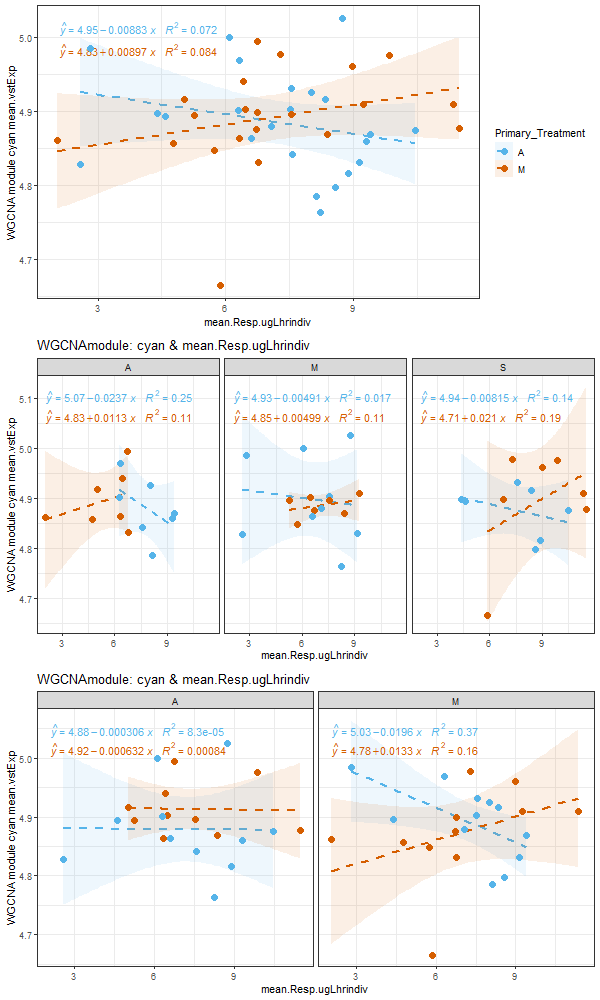 5.0
4.9
4.8
4.7
ŷ = 4.95 − 0.00883 x   R² = 0.072
ŷ = 4.83 + 0.00897 x   R² = 0.084
3 6 9
mean.Resp.ugLhrindiv
WGCNA module cyan mean.vstExp
Primary_Treatment
A
M
WGCNAmodule: cyan & mean.Resp.ugLhrindiv
A M S
5.1
5.0
4.9
4.8
4.7
ŷ = 5.07 − 0.0237 x   R² = 0.25
ŷ = 4.83 + 0.0113 x   R² = 0.11
ŷ = 4.93 − 0.00491 x   R² = 0.017
ŷ = 4.85 + 0.00499 x   R² = 0.11
ŷ = 4.94 − 0.00815 x   R² = 0.14
ŷ = 4.71 + 0.021 x   R² = 0.19
3 6 9 3 6 9 3 6 9
mean.Resp.ugLhrindiv
WGCNA module cyan mean.vstExp
WGCNAmodule: cyan & mean.Resp.ugLhrindiv
A M
5.0
4.9
4.8
4.7
ŷ = 4.88 − 0.000306 x   R² = 8.3e-05
ŷ = 4.92 − 0.000632 x   R² = 0.00084
ŷ = 5.03 − 0.0196 x   R² = 0.37
ŷ = 4.78 + 0.0133 x   R² = 0.16
3 6 9 3 6 9
mean.Resp.ugLhrindiv
WGCNA module cyan mean.vstExp